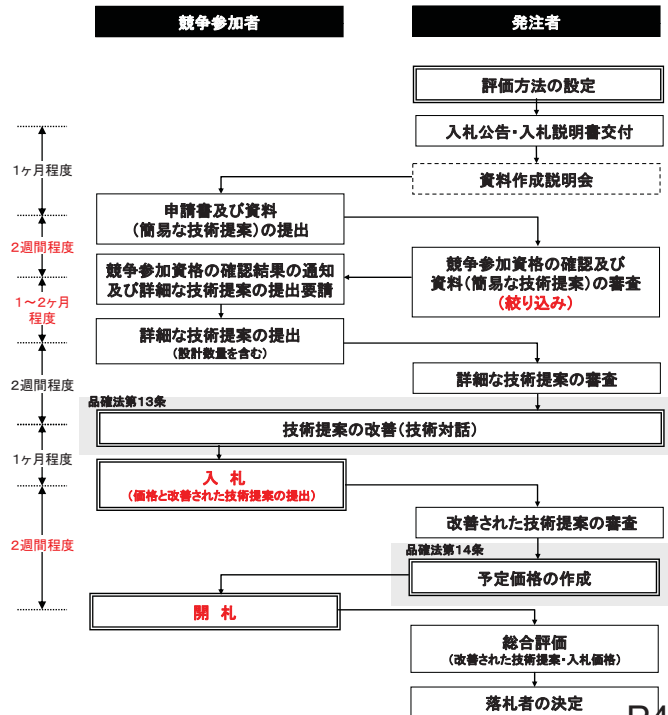 競争参加者
発注者
評価方法の設定
入札公告・入札説明書交付
1ヶ月程度
資料作成説明会
申請書及び資料
(簡易な技術提案)の提出
2週間程度
競争参加資格の確認結果の通知
及び詳細な技術提案の提出要請
競争参加資格の確認及び
資料(簡易な技術提案)の審査
(絞り込み)
1～2ヶ月
程度
詳細な技術提案の提出
(設計数量を含む)
2週間程度
詳細な技術提案の審査
品確法第13条
技術提案の改善(技術対話)
1ヶ月程度
入 札
(価格と改善された技術提案の提出)
改善された技術提案の審査
2週間程度
品確法第14条
予定価格の作成
開 札
総合評価
(改善された技術提案・入札価格)
落札者の決定